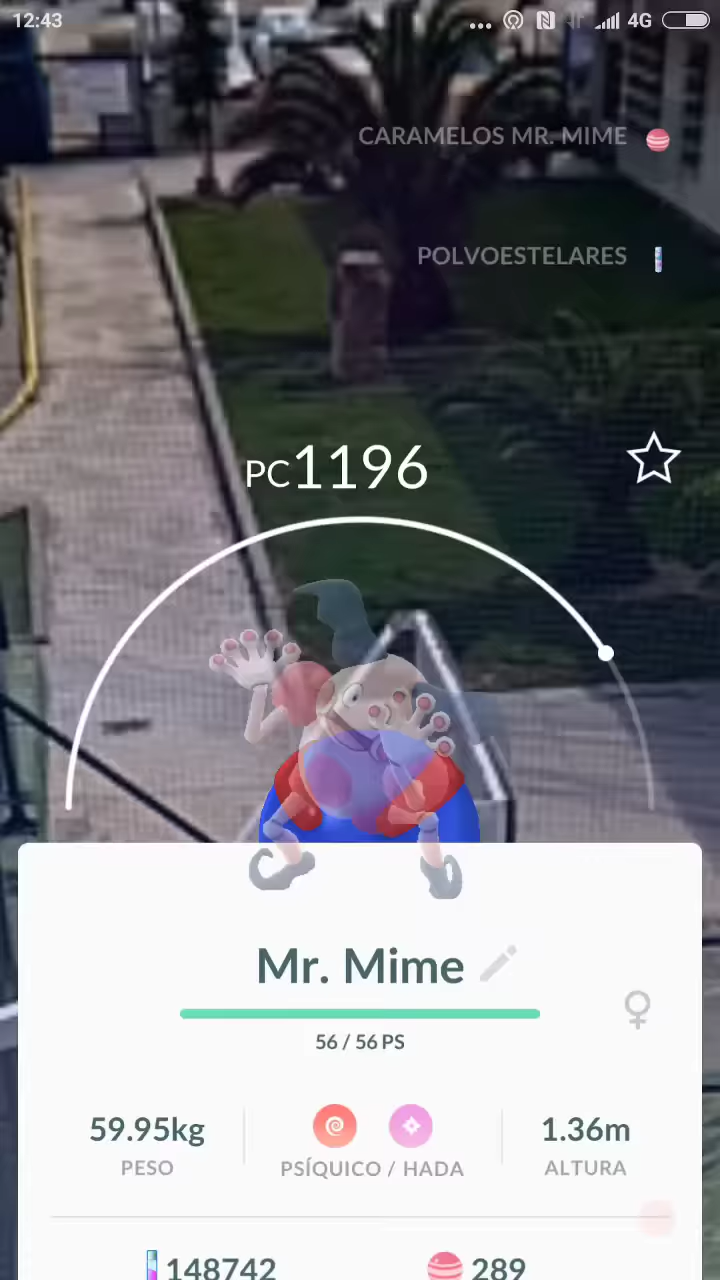 12:43
4G
CARAMELOS MR. MIME
POLVOESTELARES
PC1196
Mr. Mime
56 / 56 PS
59.95kg
1.36m
PESO
PSÍQUICO / HADA
ALTURA
148742
289